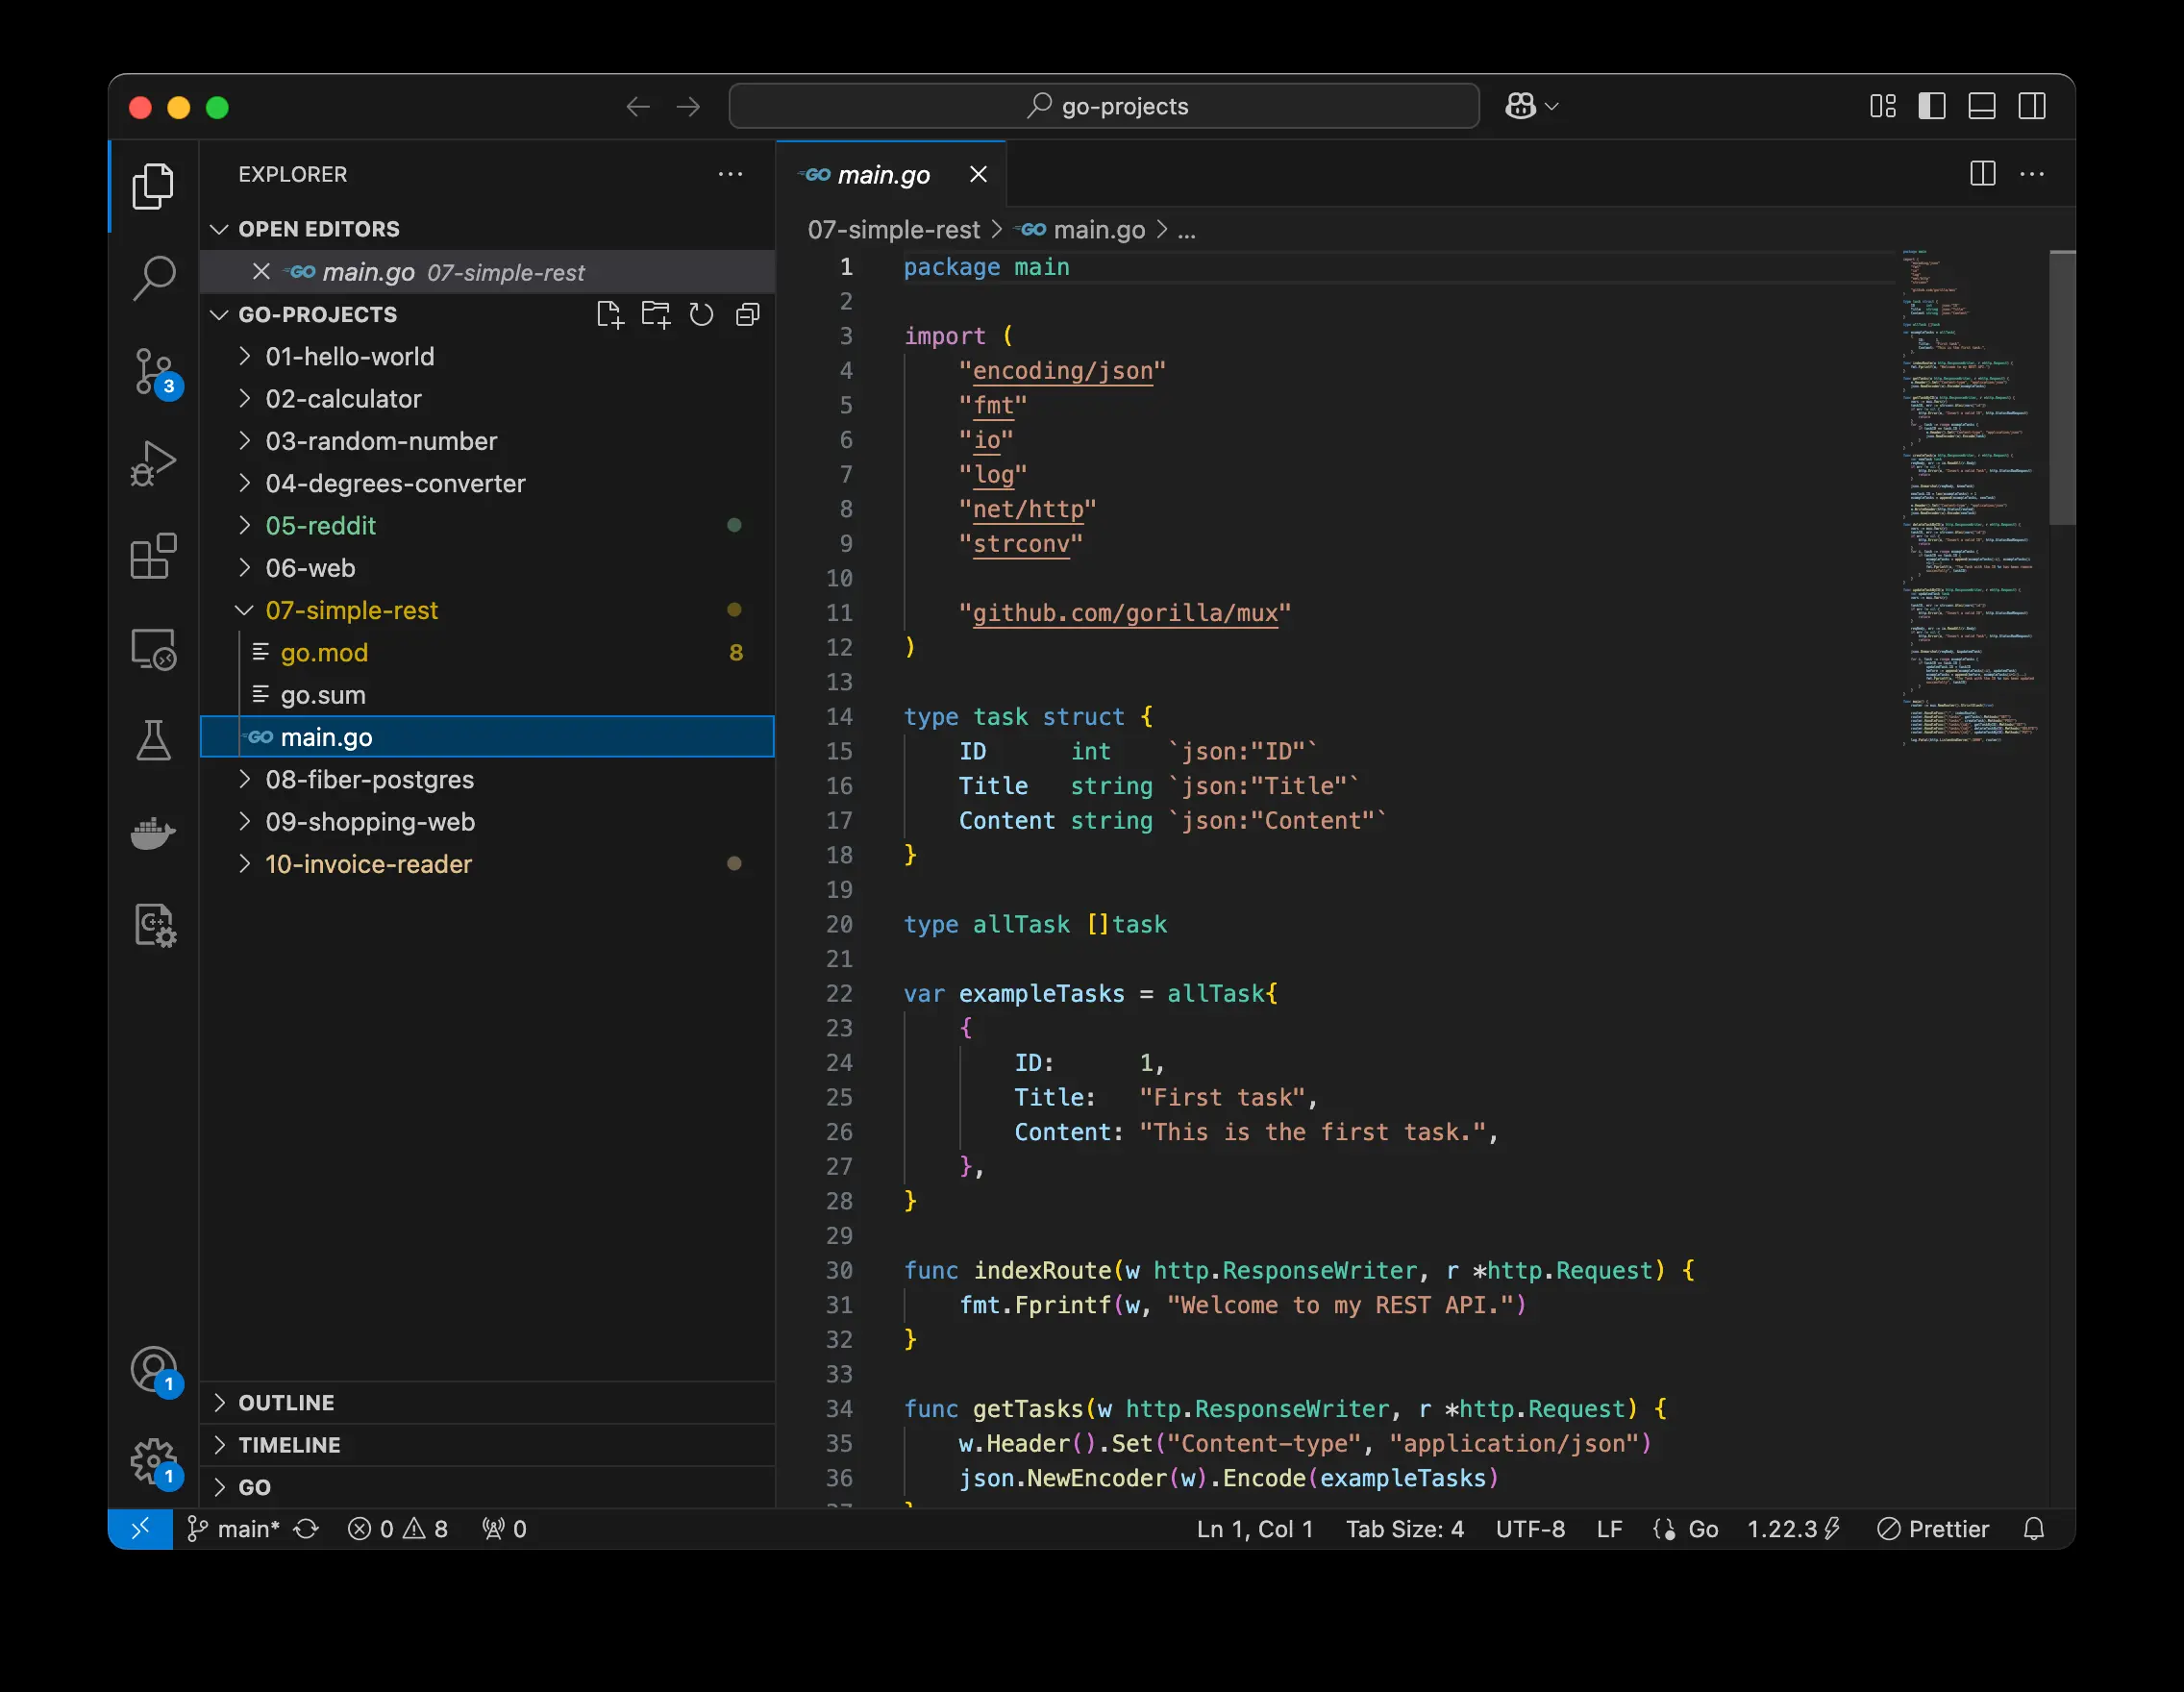 go-projects
EXPLORER
OPEN EDITORS
main.go 07-simple-rest
GO-PROJECTS
01-hello-world
02-calculator
03-random-number
04-degrees-converter
05-reddit
06-web
07-simple-rest
go.mod 8
go.sum
main.go
08-fiber-postgres
09-shopping-web
10-invoice-reader
OUTLINE
TIMELINE
GO
3
1
1
GO main.go
07-simple-rest > GO main.go > ...
1 package main
2
3 import (
4 "encoding/json"
5 "fmt"
6 "io"
7 "log"
8 "net/http"
9 "strconv"
10
11 "github.com/gorilla/mux"
12 )
13
14 type task struct {
15 ID int `json:"ID"`
16 Title string `json:"Title"`
17 Content string `json:"Content"`
18 }
19
20 type allTask []task
21
22 var exampleTasks = allTask{
23 {
24 ID: 1,
25 Title: "First task",
26 Content: "This is the first task.",
27 },
28 }
29
30 func indexRoute(w http.ResponseWriter, r *http.Request) {
31 fmt.Fprintf(w, "Welcome to my REST API.")
32 }
33
34 func getTasks(w http.ResponseWriter, r *http.Request) {
35 w.Header().Set("Content-type", "application/json")
36 json.NewEncoder(w).Encode(exampleTasks)
main* 0 8 0 Ln 1, Col 1 Tab Size: 4 UTF-8 LF Go 1.22.3 Prettier